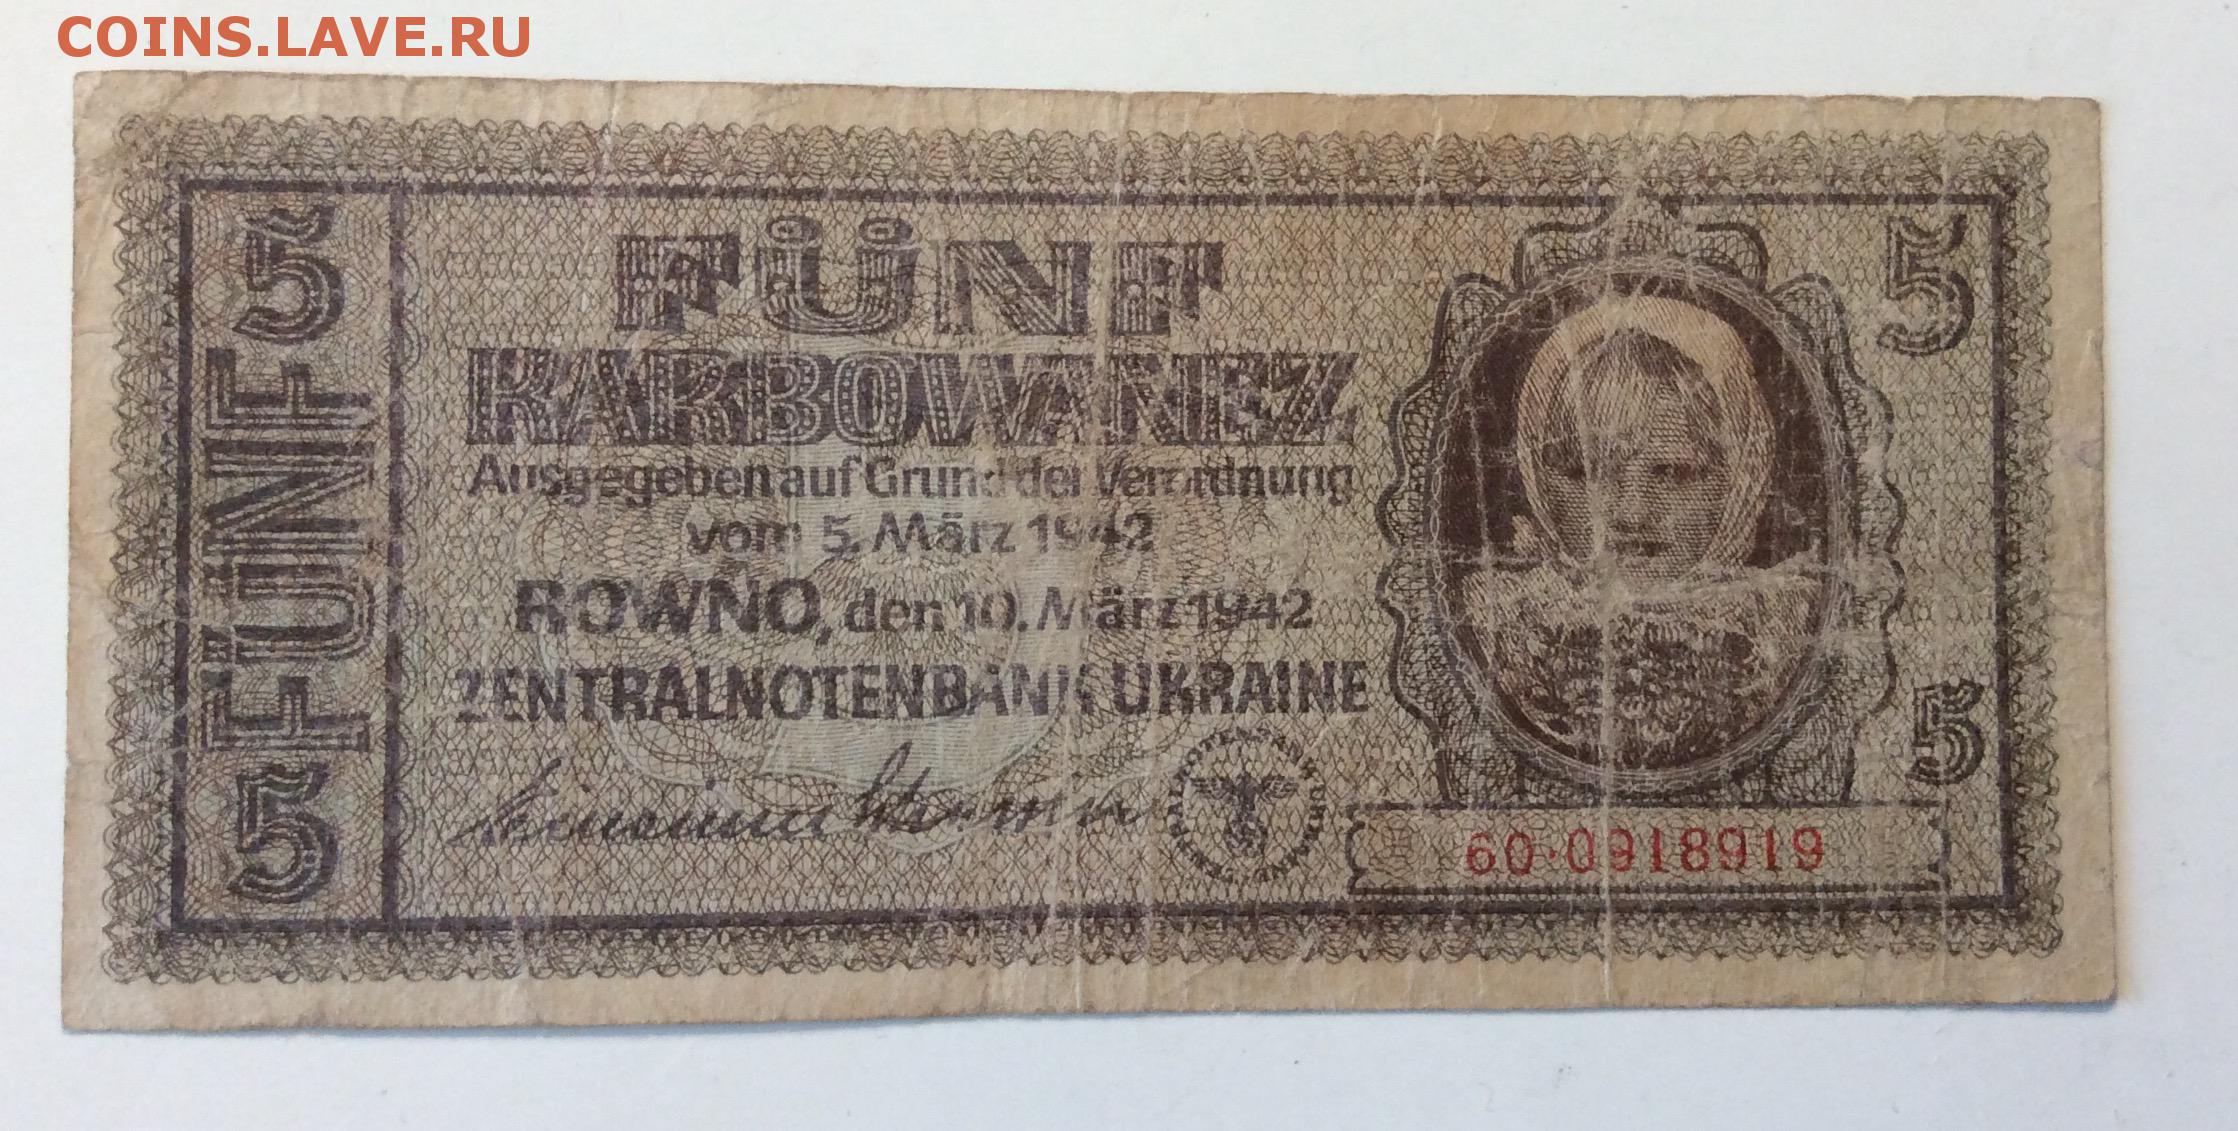 COINS.LAVE.RU
5 FÜNF 5
FÜNF
KARBOWANEZ
Ausgegeben auf Grund der Verordnung
vom 5. März 1942
ROWNO, den 10. März 1942
ZENTRALNOTENBANK UKRAINE
5
5
60·0918919